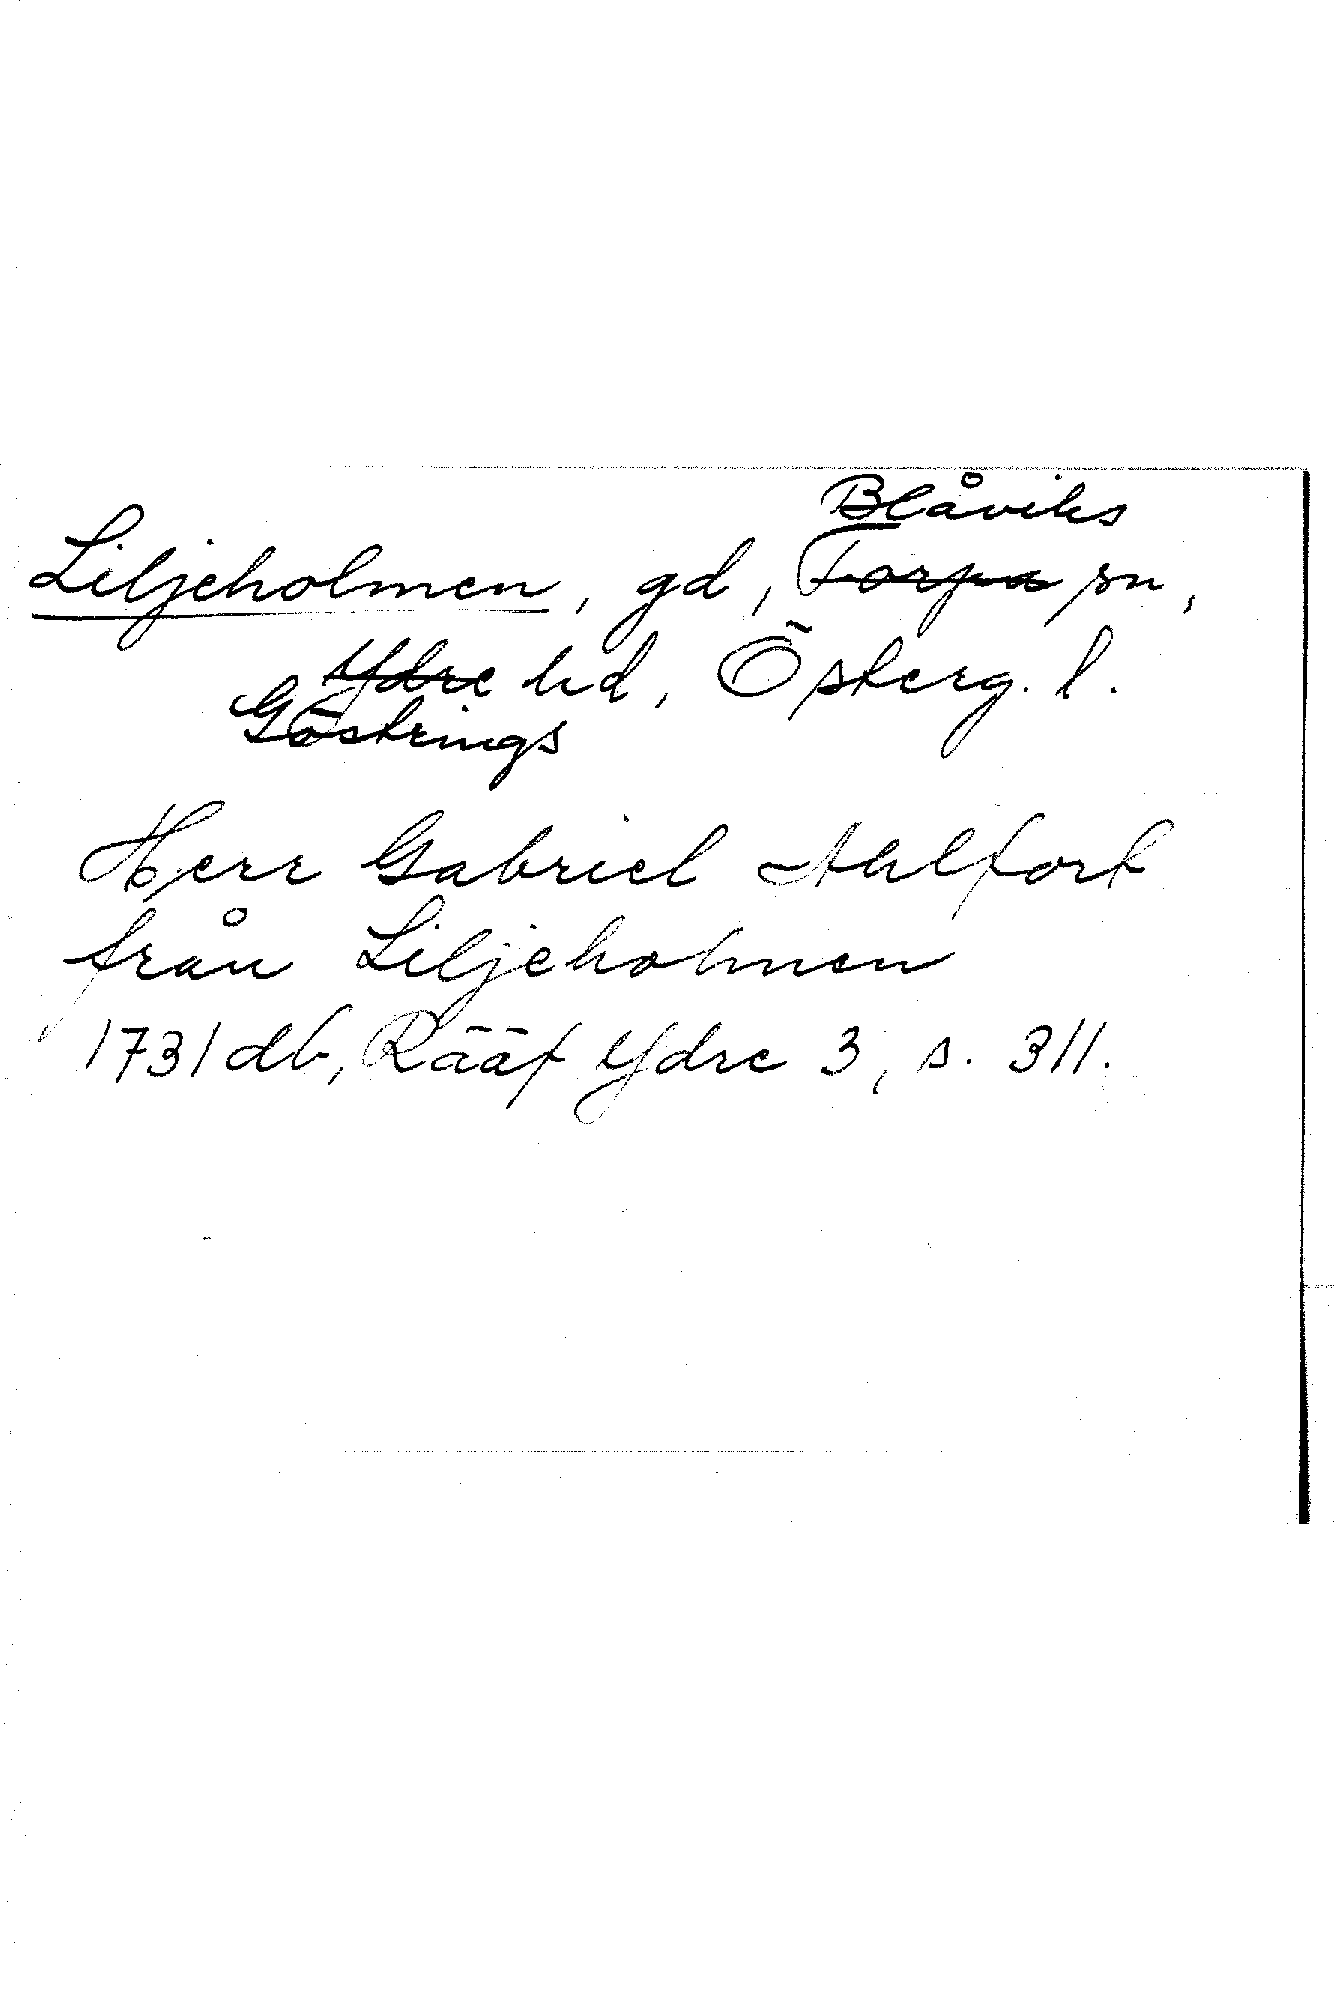 Blåviks
Liljeholmen, gd, Torpa sn,
Ydre hd, Österg. l.
Göstrings
Herr Gabriel Ahlfort
från Liljeholmen
1731 db, Rääf Ydre 3, s. 311.